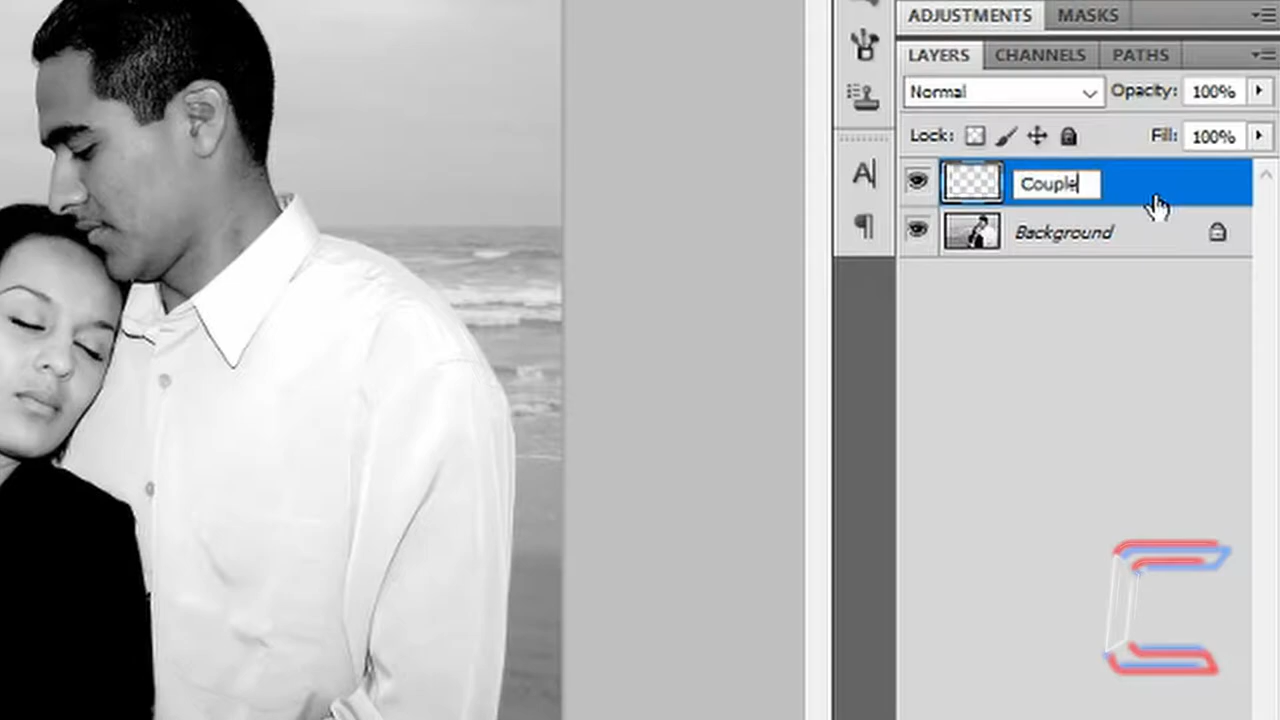 ADJUSTMENTS MASKS
LAYERS CHANNELS PATHS
Normal Opacity: 100%
Lock: Fill: 100%
A
Couple
Background